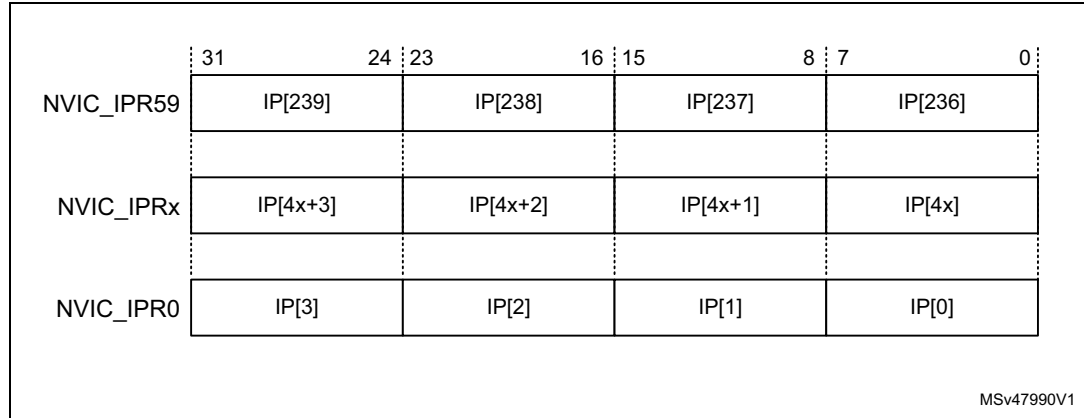 31 24 23 16 15 8 7 0
NVIC_IPR59 IP[239] IP[238] IP[237] IP[236]
NVIC_IPRx IP[4x+3] IP[4x+2] IP[4x+1] IP[4x]
NVIC_IPR0 IP[3] IP[2] IP[1] IP[0]
MSv47990V1